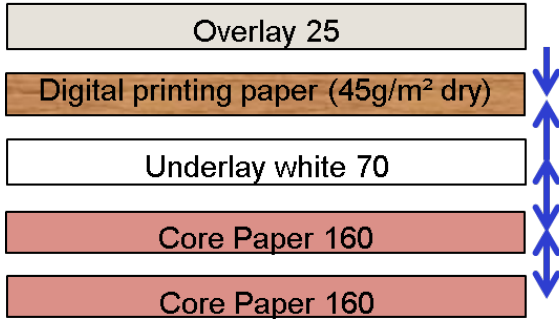 Overlay 25
Digital printing paper (45g/m² dry)
Underlay white 70
Core Paper 160
Core Paper 160